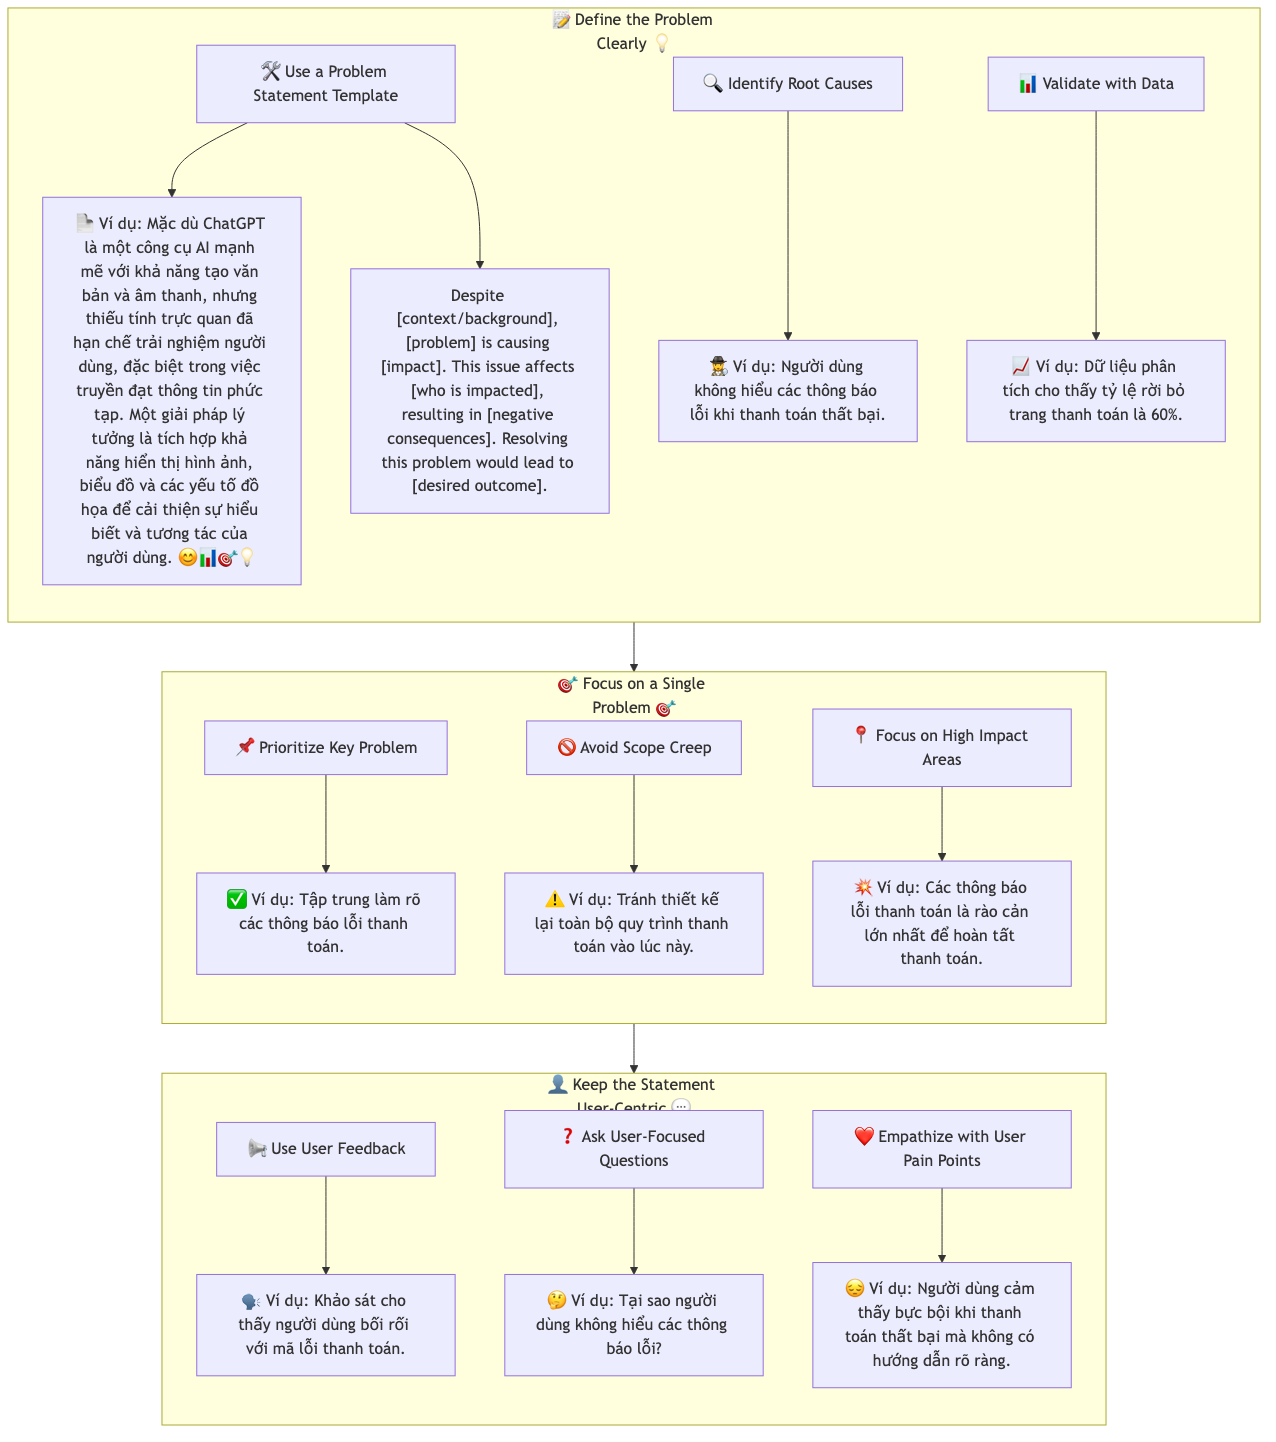 📝 Define the Problem
Clearly 💡
🛠️ Use a Problem
Statement Template
🔍 Identify Root Causes
📊 Validate with Data
📄 Ví dụ: Mặc dù ChatGPT
là một công cụ AI mạnh
mẽ với khả năng tạo văn
bản và âm thanh, nhưng
thiếu tính trực quan đã
hạn chế trải nghiệm người
dùng, đặc biệt trong việc
truyền đạt thông tin phức
tạp. Một giải pháp lý
tưởng là tích hợp khả
năng hiển thị hình ảnh,
biểu đồ và các yếu tố đồ
họa để cải thiện sự hiểu
biết và tương tác của
người dùng. 😊📊🎯💡
Despite
[context/background],
[problem] is causing
[impact]. This issue affects
[who is impacted],
resulting in [negative
consequences]. Resolving
this problem would lead to
[desired outcome].
🕵️ Ví dụ: Người dùng
không hiểu các thông báo
lỗi khi thanh toán thất bại.
📈 Ví dụ: Dữ liệu phân
tích cho thấy tỷ lệ rời bỏ
trang thanh toán là 60%.
🎯 Focus on a Single
Problem 🎯
📌 Prioritize Key Problem
🚫 Avoid Scope Creep
📍 Focus on High Impact
Areas
✅ Ví dụ: Tập trung làm rõ
các thông báo lỗi thanh
toán.
⚠️ Ví dụ: Tránh thiết kế
lại toàn bộ quy trình thanh
toán vào lúc này.
💥 Ví dụ: Các thông báo
lỗi thanh toán là rào cản
lớn nhất để hoàn tất
thanh toán.
👤 Keep the Statement
User-Centric 💬
📢 Use User Feedback
❓ Ask User-Focused
Questions
❤️ Empathize with User
Pain Points
🗣️ Ví dụ: Khảo sát cho
thấy người dùng bối rối
với mã lỗi thanh toán.
🤔 Ví dụ: Tại sao người
dùng không hiểu các thông
báo lỗi?
😔 Ví dụ: Người dùng cảm
thấy bực bội khi thanh
toán thất bại mà không có
hướng dẫn rõ ràng.